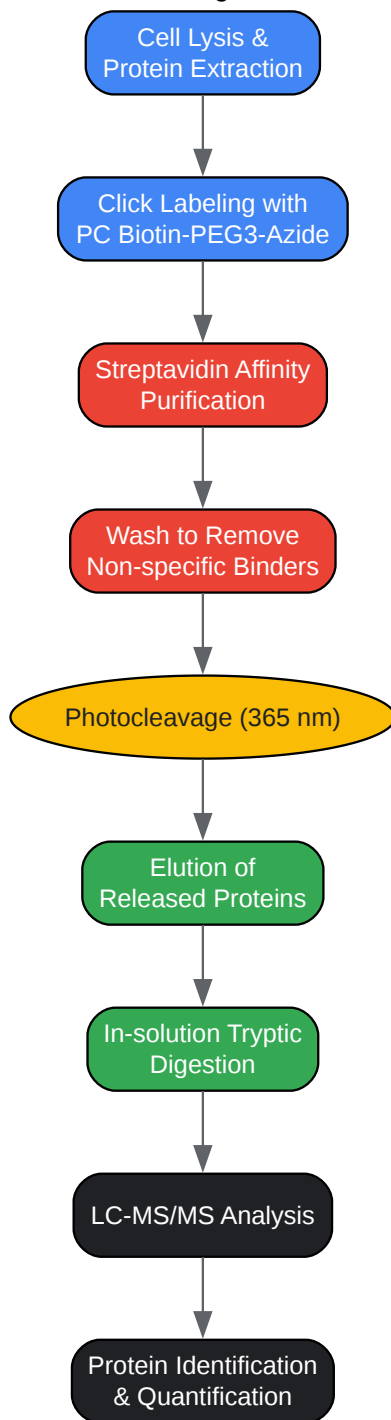 Cell Lysis &
Protein Extraction
Click Labeling with
PC Biotin-PEG3-Azide
Streptavidin Affinity
Purification
Wash to Remove
Non-specific Binders
Photocleavage (365 nm)
Elution of
Released Proteins
In-solution Tryptic
Digestion
LC-MS/MS Analysis
Protein Identification
& Quantification